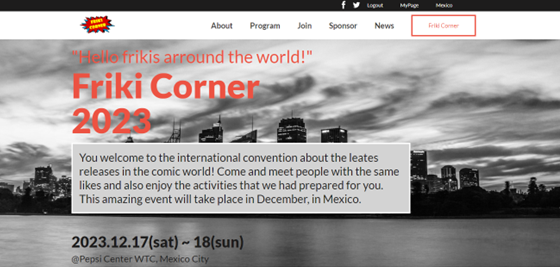 Logout MyPage Mexico
FRIKI CORNER About Program Join Sponsor News Friki Corner
"Hello frikis arround the world!"
Friki Corner
2023
You welcome to the international convention about the leates
releases in the comic world! Come and meet people with the same
likes and also enjoy the activities that we had prepared for you.
This amazing event will take place in December, in Mexico.
2023.12.17(sat) ~ 18(sun)
@Pepsi Center WTC, Mexico City